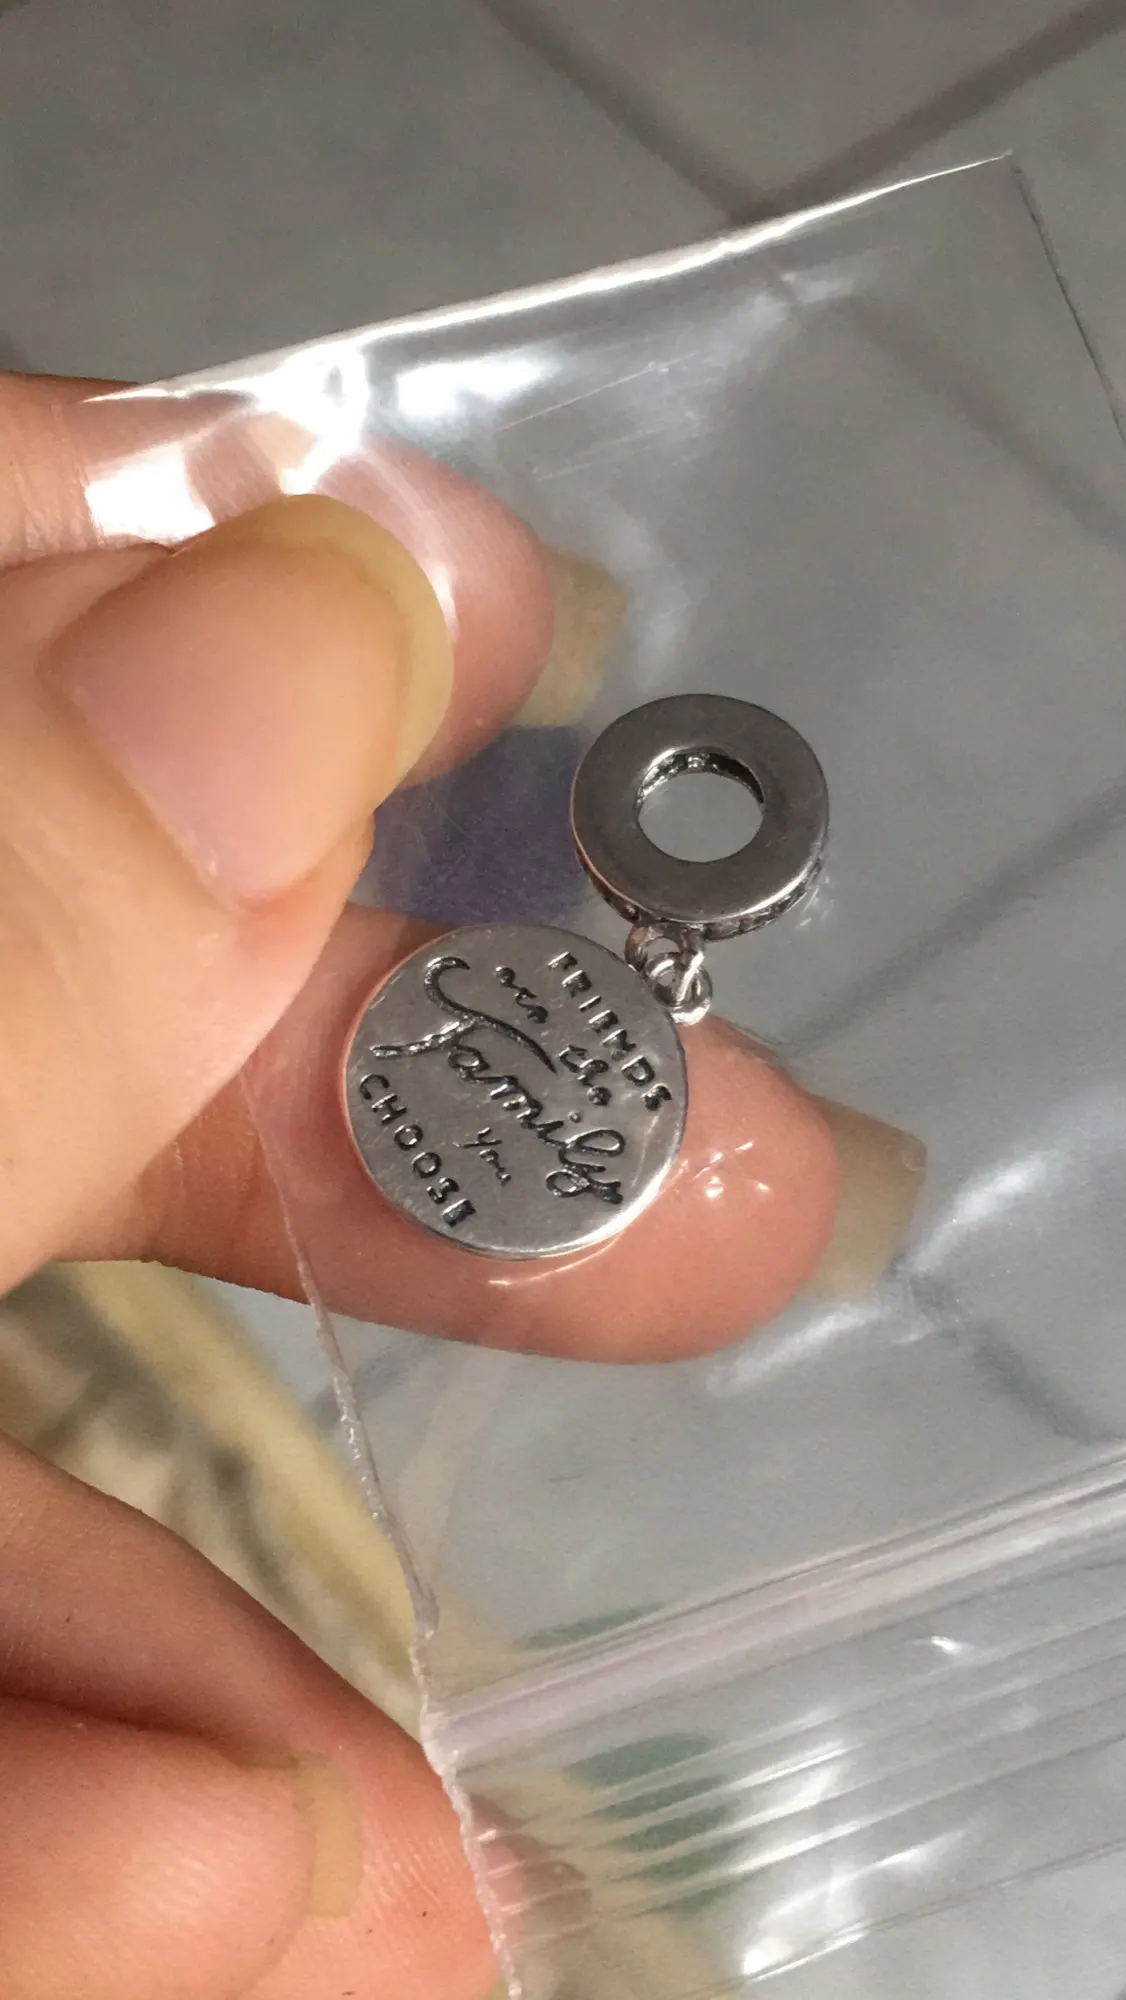 FRIENDS
are the
Family
you
CHOOSE